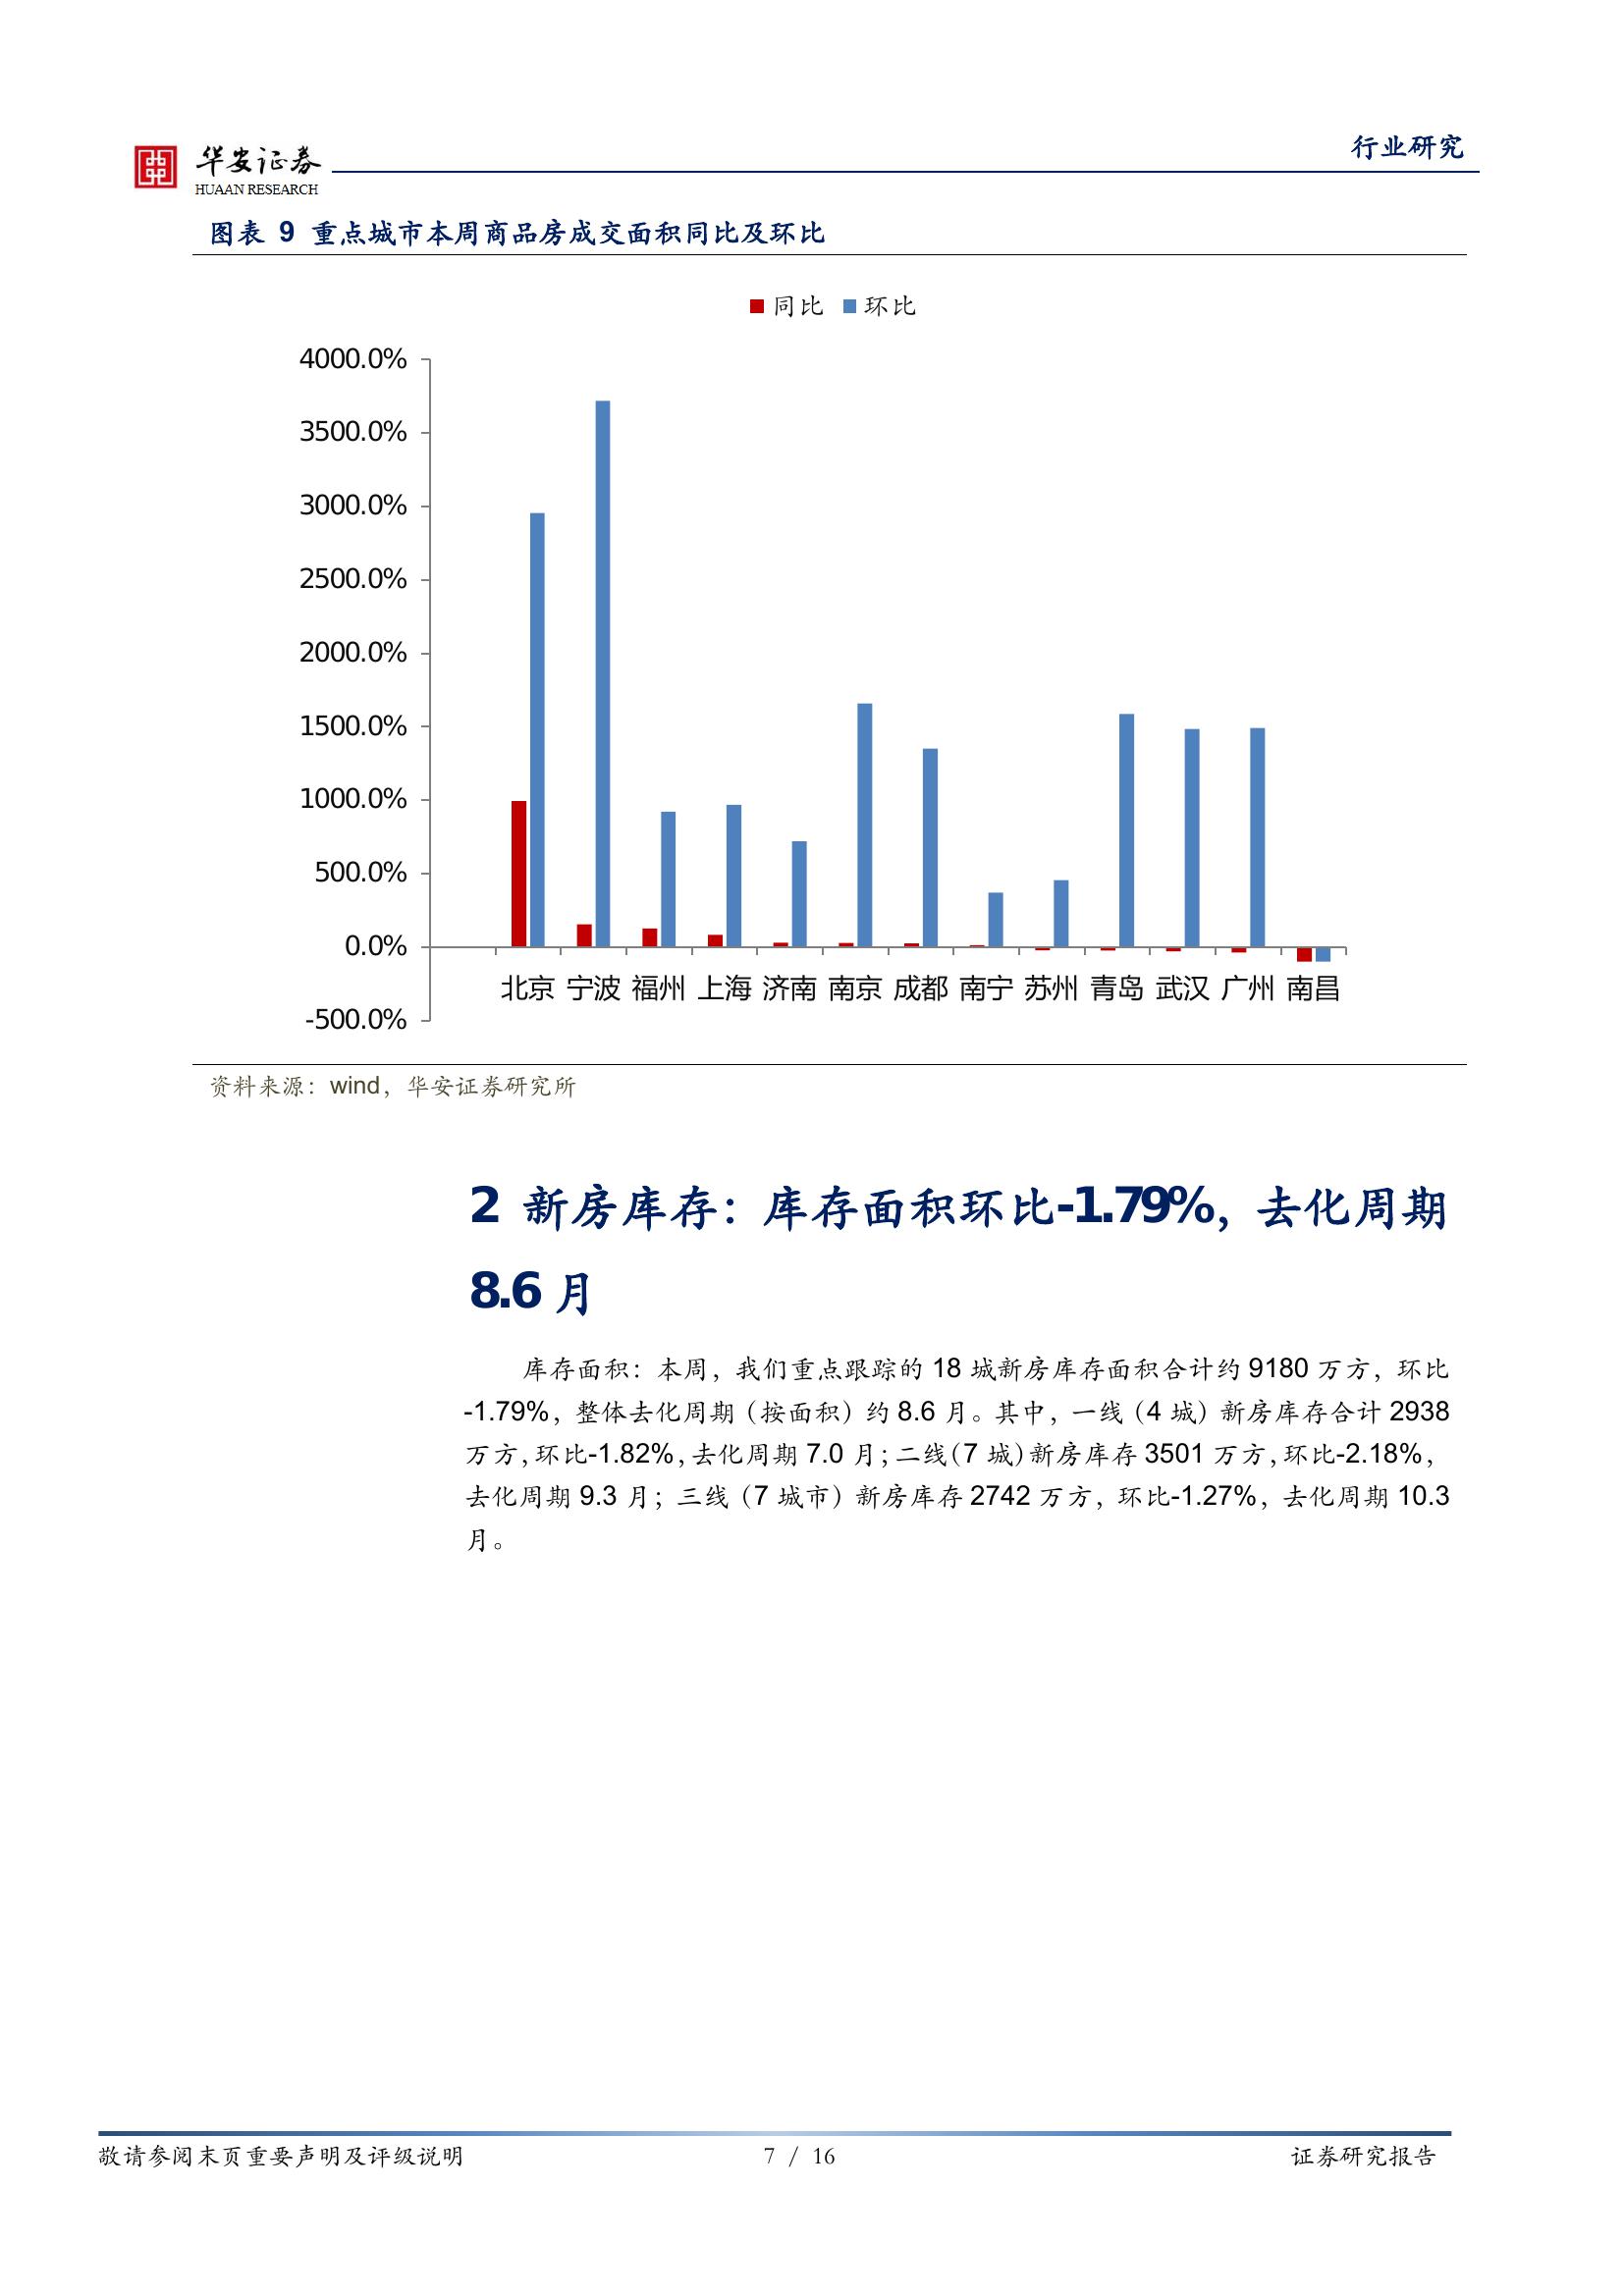 华安证券
HUAAN RESEARCH
行业研究
图表 9 重点城市本周商品房成交面积同比及环比
同比 环比
4000.0%
3500.0%
3000.0%
2500.0%
2000.0%
1500.0%
1000.0%
500.0%
0.0%
-500.0%
北京 宁波 福州 上海 济南 南京 成都 南宁 苏州 青岛 武汉 广州 南昌
资料来源：wind，华安证券研究所
2 新房库存：库存面积环比-1.79%，去化周期
8.6 月
库存面积：本周，我们重点跟踪的 18 城新房库存面积合计约 9180 万方，环比
-1.79%，整体去化周期（按面积）约 8.6 月。其中，一线（4 城）新房库存合计 2938
万方，环比-1.82%，去化周期 7.0 月；二线（7 城）新房库存 3501 万方，环比-2.18%，
去化周期 9.3 月；三线（7 城市）新房库存 2742 万方，环比-1.27%，去化周期 10.3
月。
敬请参阅末页重要声明及评级说明 7 / 16 证券研究报告